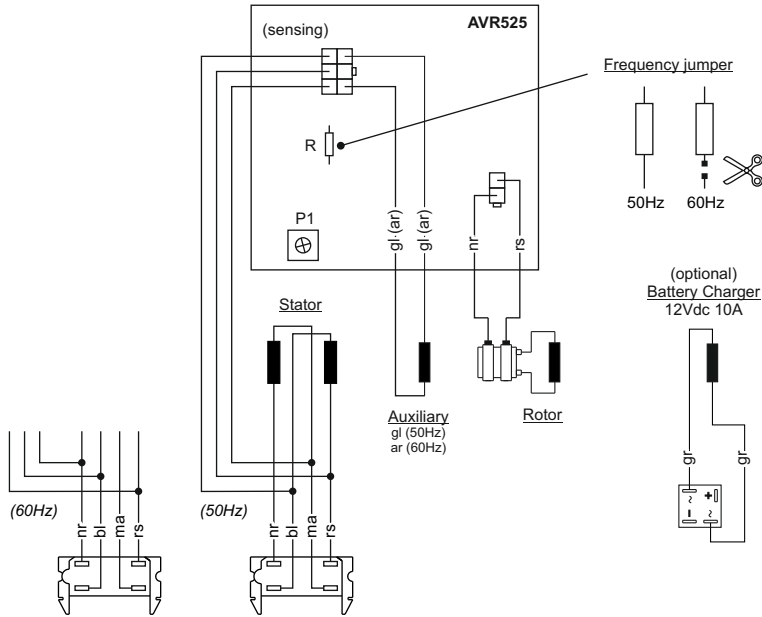 AVR525
(sensing)
Frequency jumper
R
50Hz
60Hz
P1
gl (ar)
gl (ar)
nr
rs
(optional)
Battery Charger
12Vdc 10A
Stator
Auxiliary
gl (50Hz)
ar (60Hz)
Rotor
gr
gr
~
+
−
~
(60Hz)
nr
bl
ma
rs
(50Hz)
nr
bl
ma
rs